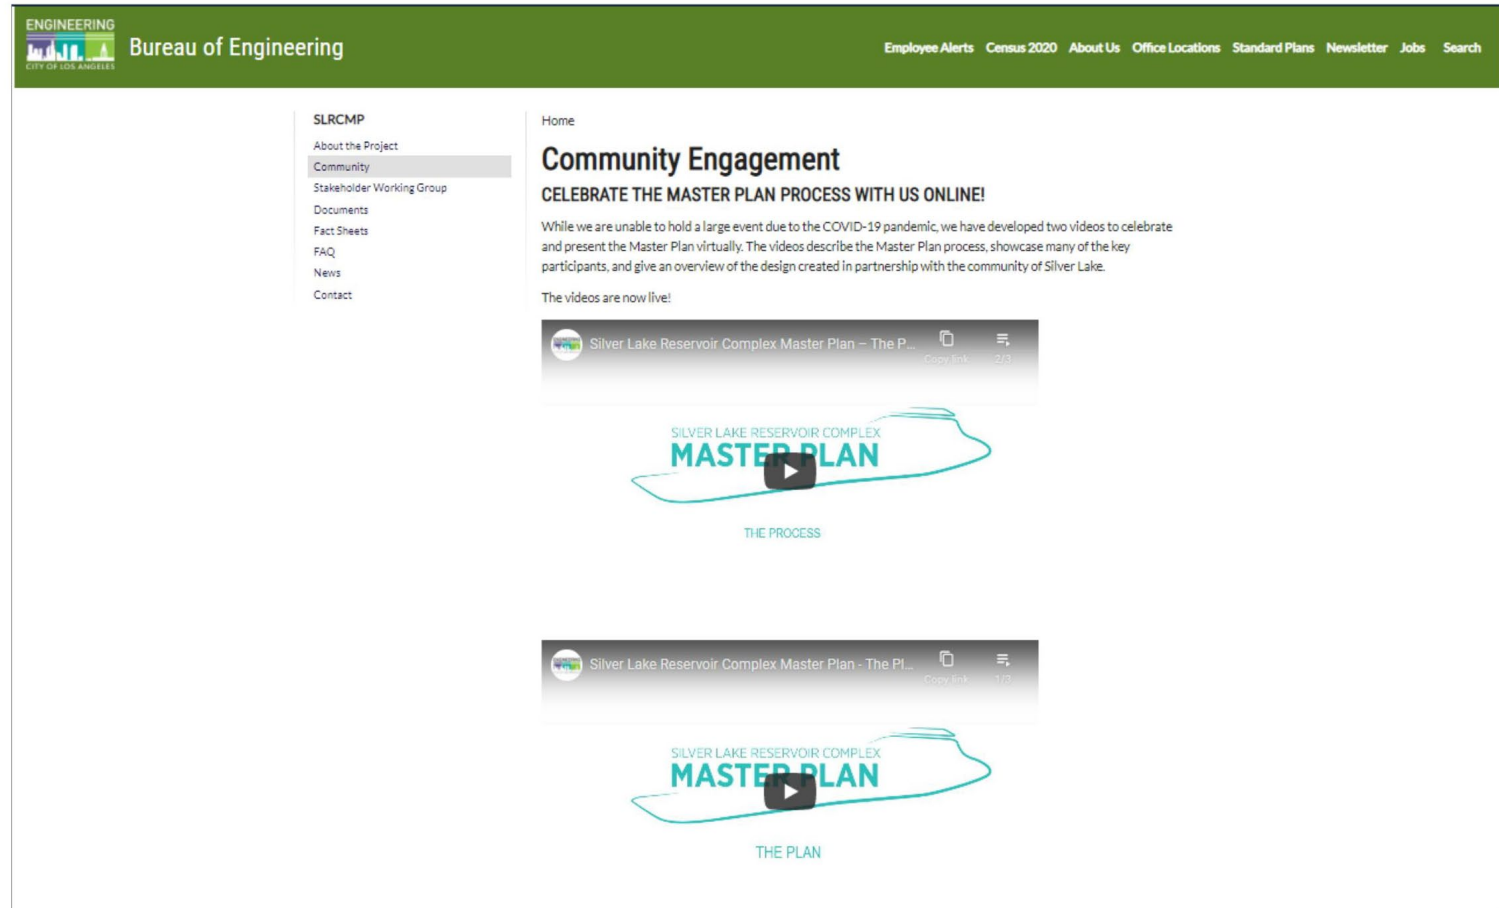 ENGINEERING
CITY OF LOS ANGELES
Bureau of Engineering
Employee Alerts Census 2020 About Us Office Locations Standard Plans Newsletter Jobs Search
SLRCMP
About the Project
Community
Stakeholder Working Group
Documents
Fact Sheets
FAQ
News
Contact
Home
Community Engagement
CELEBRATE THE MASTER PLAN PROCESS WITH US ONLINE!
While we are unable to hold a large event due to the COVID-19 pandemic, we have developed two videos to celebrate
and present the Master Plan virtually. The videos describe the Master Plan process, showcase many of the key
participants, and give an overview of the design created in partnership with the community of Silver Lake.
The videos are now live!
Silver Lake Reservoir Complex Master Plan – The P...
Copy link 2/3
SILVER LAKE RESERVOIR COMPLEX
MASTER PLAN
THE PROCESS
Silver Lake Reservoir Complex Master Plan - The Pl...
Copy link 1/3
SILVER LAKE RESERVOIR COMPLEX
MASTER PLAN
THE PLAN